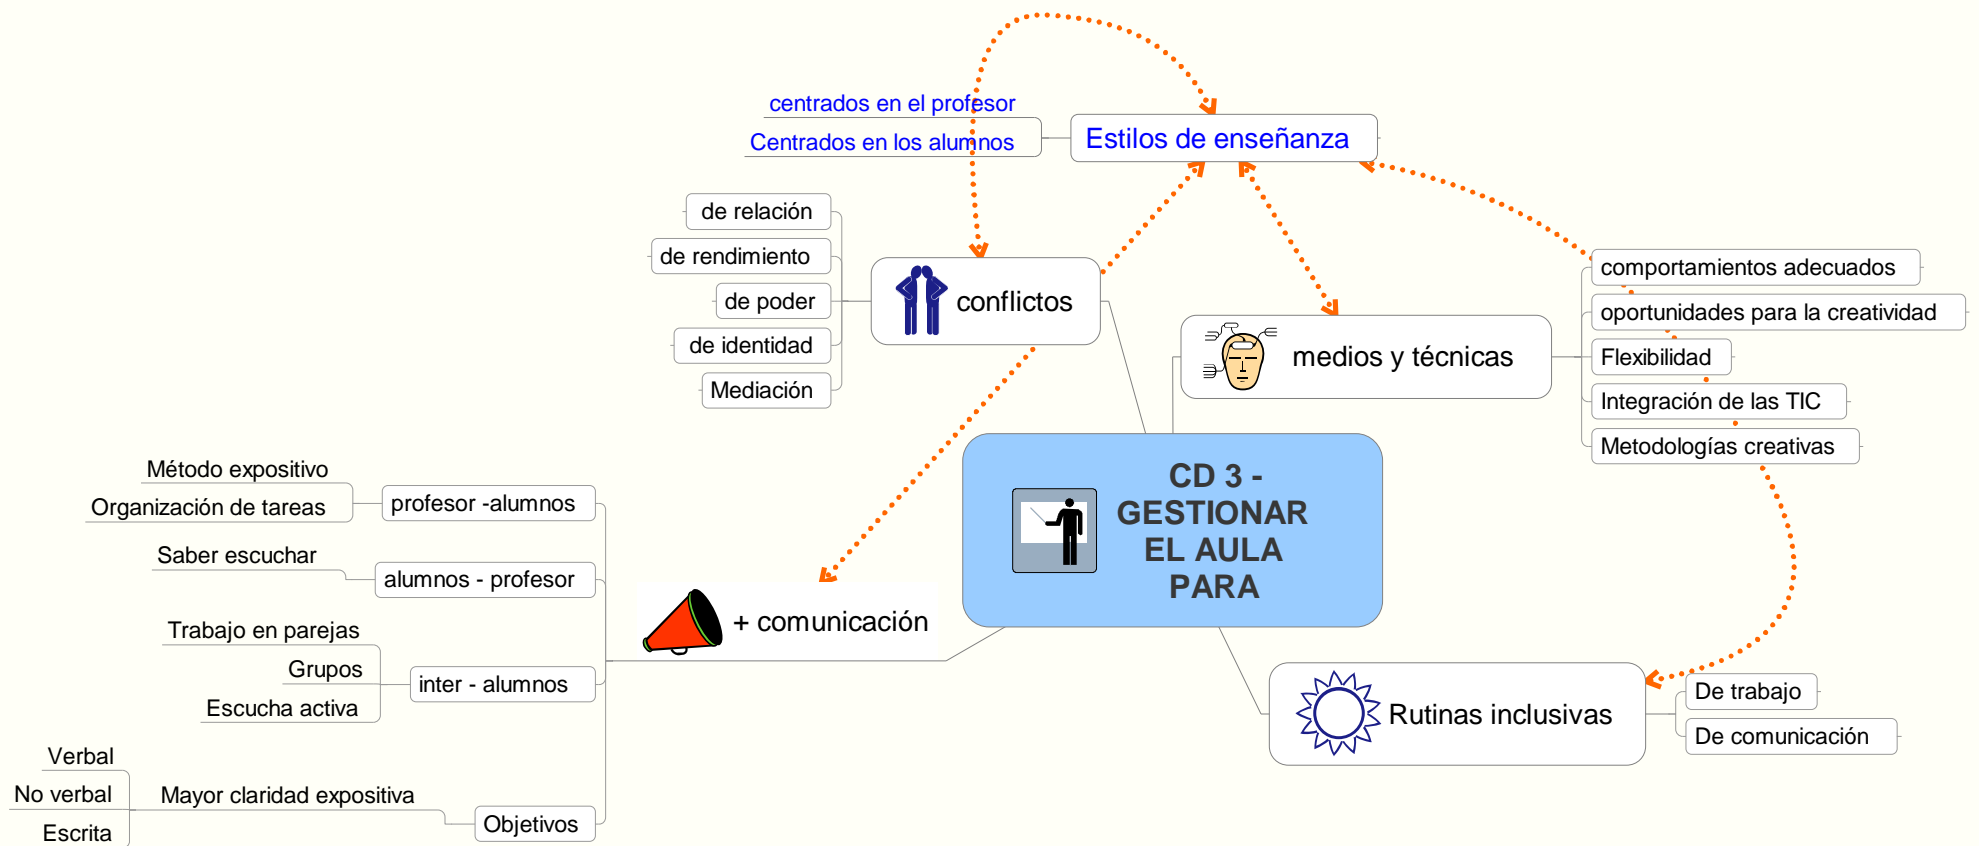 centrados en el profesor
Centrados en los alumnos
Estilos de enseñanza
de relación
de rendimiento
de poder
de identidad
Mediación
conflictos
medios y técnicas
comportamientos adecuados
oportunidades para la creatividad
Flexibilidad
Integración de las TIC
Metodologías creativas
CD 3 -
GESTIONAR
EL AULA
PARA
Método expositivo
Organización de tareas
profesor -alumnos
Saber escuchar
alumnos - profesor
Trabajo en parejas
Grupos
Escucha activa
inter - alumnos
Verbal
No verbal
Escrita
Mayor claridad expositiva
Objetivos
+ comunicación
Rutinas inclusivas
De trabajo
De comunicación